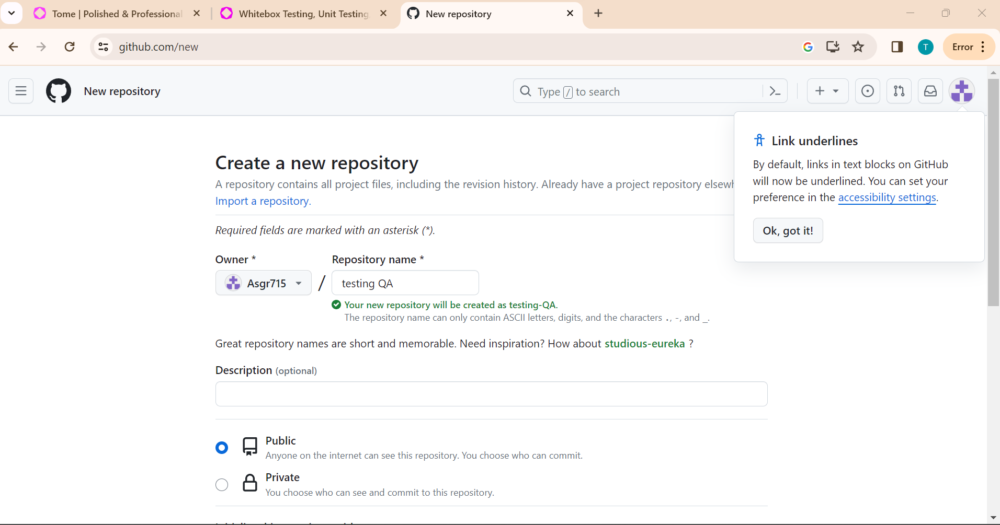 Tome | Polished & Professional
Whitebox Testing, Unit Testing,
New repository
github.com/new
T
Error
New repository
Type / to search
Link underlines
By default, links in text blocks on GitHub
will now be underlined. You can set your
preference in the accessibility settings.
Ok, got it!
Create a new repository
A repository contains all project files, including the revision history. Already have a project repository elsewh
Import a repository.
Required fields are marked with an asterisk (*).
Owner *
Repository name *
Asgr715
/
testing QA
Your new repository will be created as testing-QA.
The repository name can only contain ASCII letters, digits, and the characters ., -, and _.
Great repository names are short and memorable. Need inspiration? How about studious-eureka ?
Description (optional)
Public
Anyone on the internet can see this repository. You choose who can commit.
Private
You choose who can see and commit to this repository.